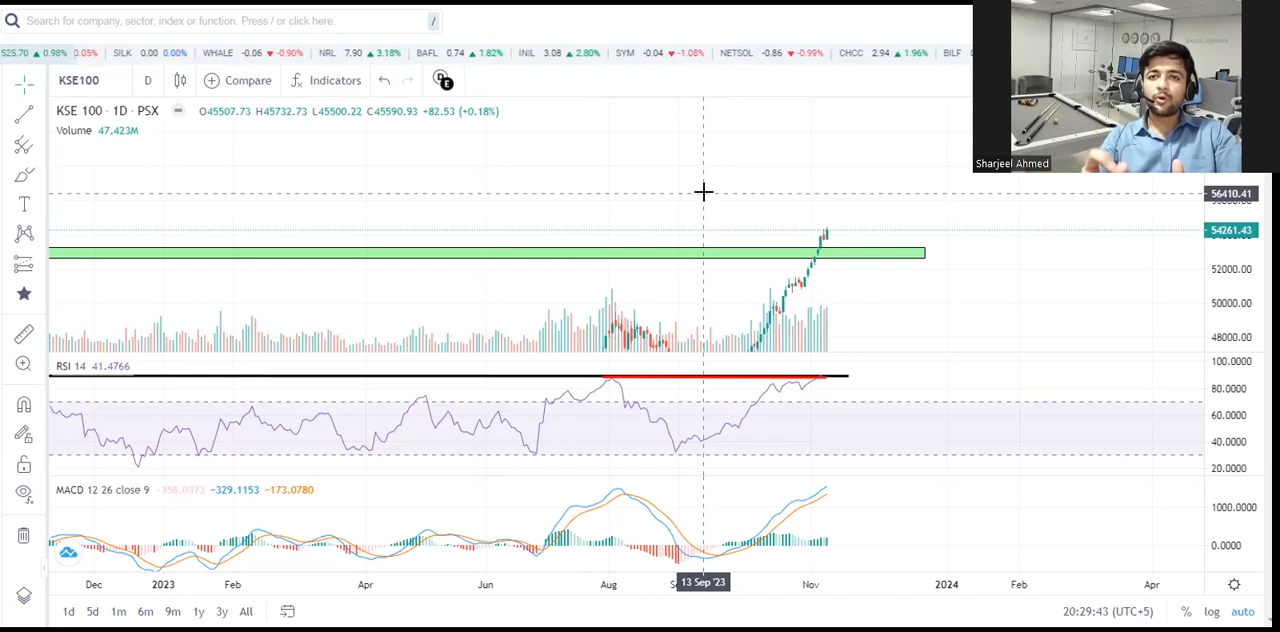 Search for company, sector, index or function. Press / or click here. /
525.70 ▲ 0.98% 0.05% SILK 0.00 0.00% WHALE -0.06 ▼ -0.90% NRL 7.90 ▲ 3.18% BAFL 0.74 ▲ 1.82% INIL 3.08 ▲ 2.80% SYM -0.04 ▼ -1.08% NETSOL -0.86 ▼ -0.99% CHCC 2.94 ▲ 1.96% BILF
KSE100 D Compare Indicators
KSE 100 · 1D · PSX O45507.73 H45732.73 L45500.22 C45590.93 +82.53 (+0.18%)
Volume 47.423M
Sharjeel Ahmed
56410.41
54261.43
52000.00
50000.00
48000.00
RSI 14 41.4766
100.0000
80.0000
60.0000
40.0000
20.0000
MACD 12 26 close 9 -156.0373 -329.1153 -173.0780
1000.0000
0.0000
Dec 2023 Feb Apr Jun Aug 13 Sep '23 Nov 2024 Feb Apr
1d 5d 1m 6m 9m 1y 3y All 20:29:43 (UTC+5) % log auto